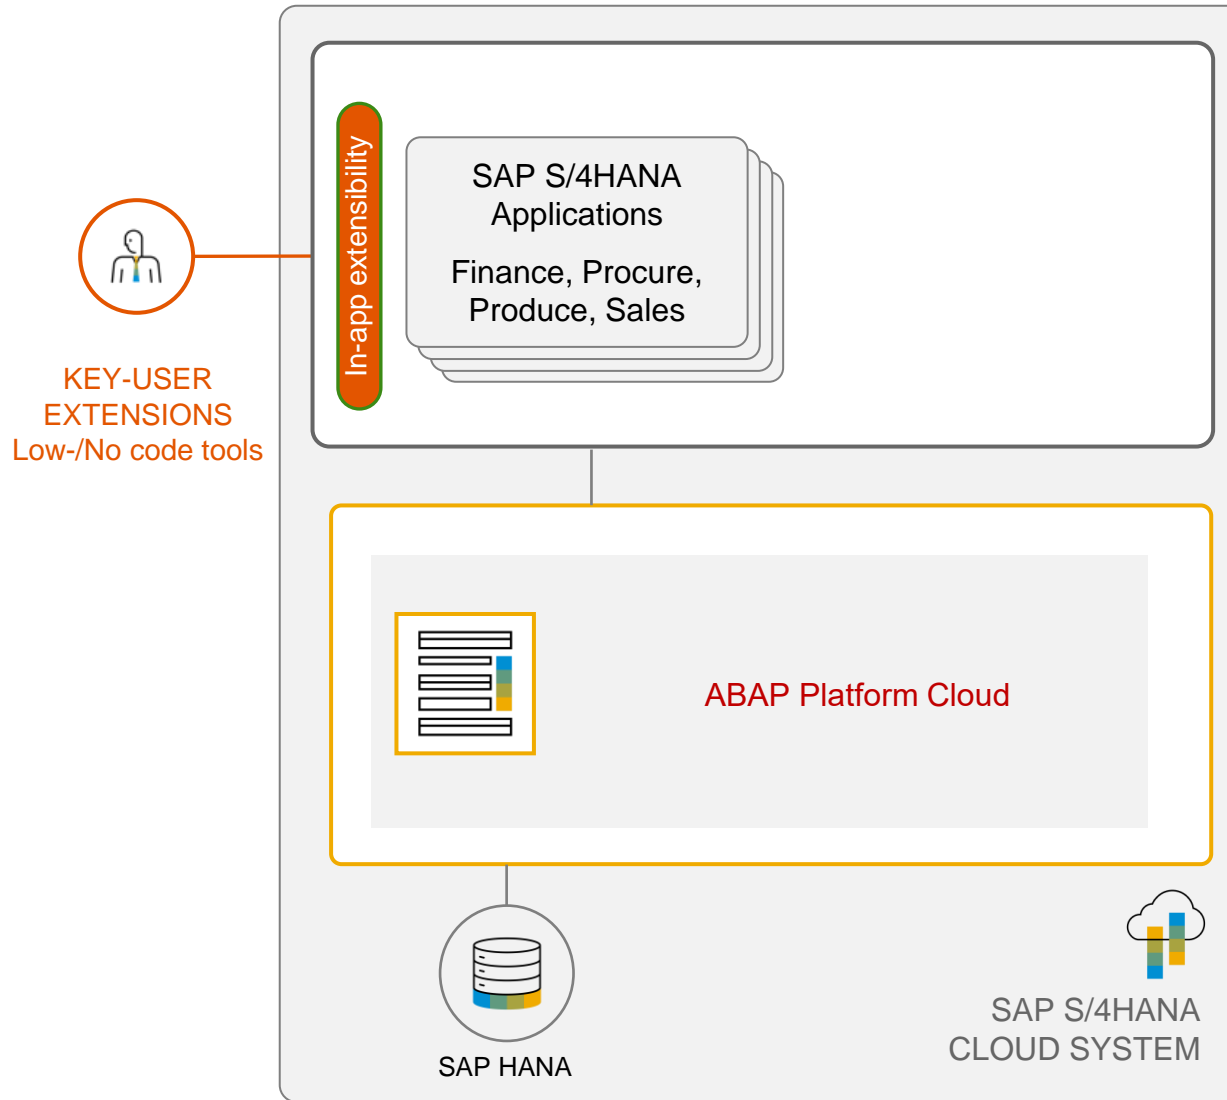 In-app extensibility
SAP S/4HANA
Applications
Finance, Procure,
Produce, Sales
KEY-USER
EXTENSIONS
Low-/No code tools
ABAP Platform Cloud
SAP HANA
SAP S/4HANA
CLOUD SYSTEM